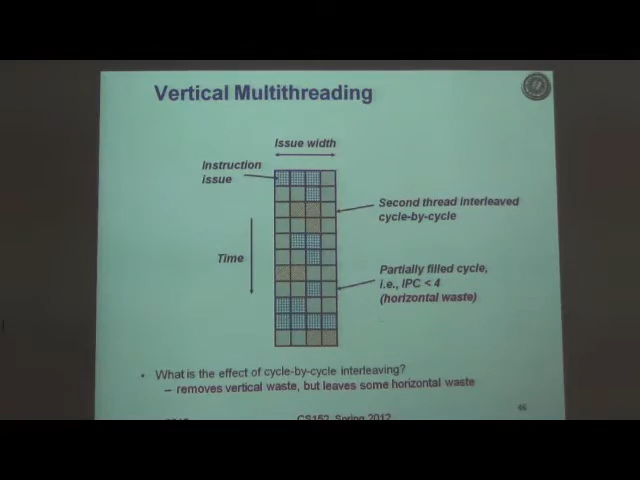 Vertical Multithreading
Issue width
Instruction
issue
Second thread interleaved
cycle-by-cycle
Time
Partially filled cycle,
i.e., IPC < 4
(horizontal waste)
• What is the effect of cycle-by-cycle interleaving?
– removes vertical waste, but leaves some horizontal waste
CS152, Spring 2012